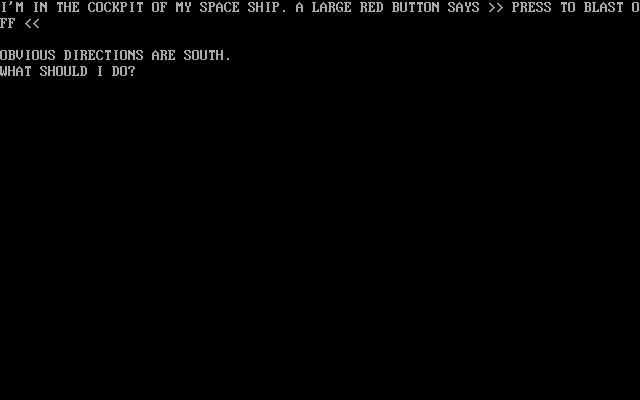 I'M IN THE COCKPIT OF MY SPACE SHIP. A LARGE RED BUTTON SAYS >> PRESS TO BLAST O
FF <<
OBVIOUS DIRECTIONS ARE SOUTH.
WHAT SHOULD I DO?